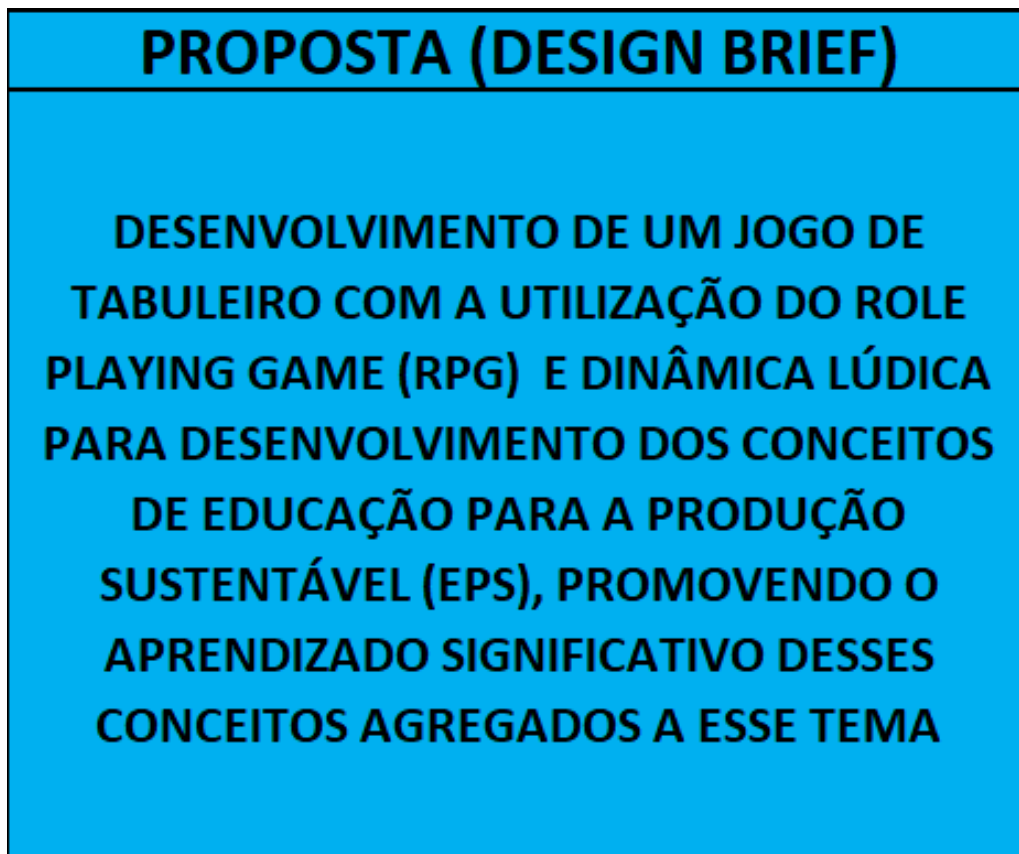 PROPOSTA (DESIGN BRIEF)
DESENVOLVIMENTO DE UM JOGO DE
TABULEIRO COM A UTILIZAÇÃO DO ROLE
PLAYING GAME (RPG) E DINÂMICA LÚDICA
PARA DESENVOLVIMENTO DOS CONCEITOS
DE EDUCAÇÃO PARA A PRODUÇÃO
SUSTENTÁVEL (EPS), PROMOVENDO O
APRENDIZADO SIGNIFICATIVO DESSES
CONCEITOS AGREGADOS A ESSE TEMA